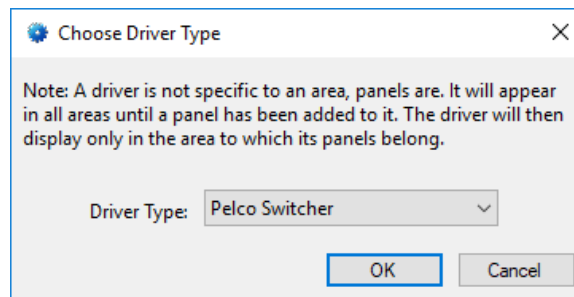 Choose Driver Type
Note: A driver is not specific to an area, panels are. It will appear
in all areas until a panel has been added to it. The driver will then
display only in the area to which its panels belong.
Driver Type: Pelco Switcher
OK Cancel